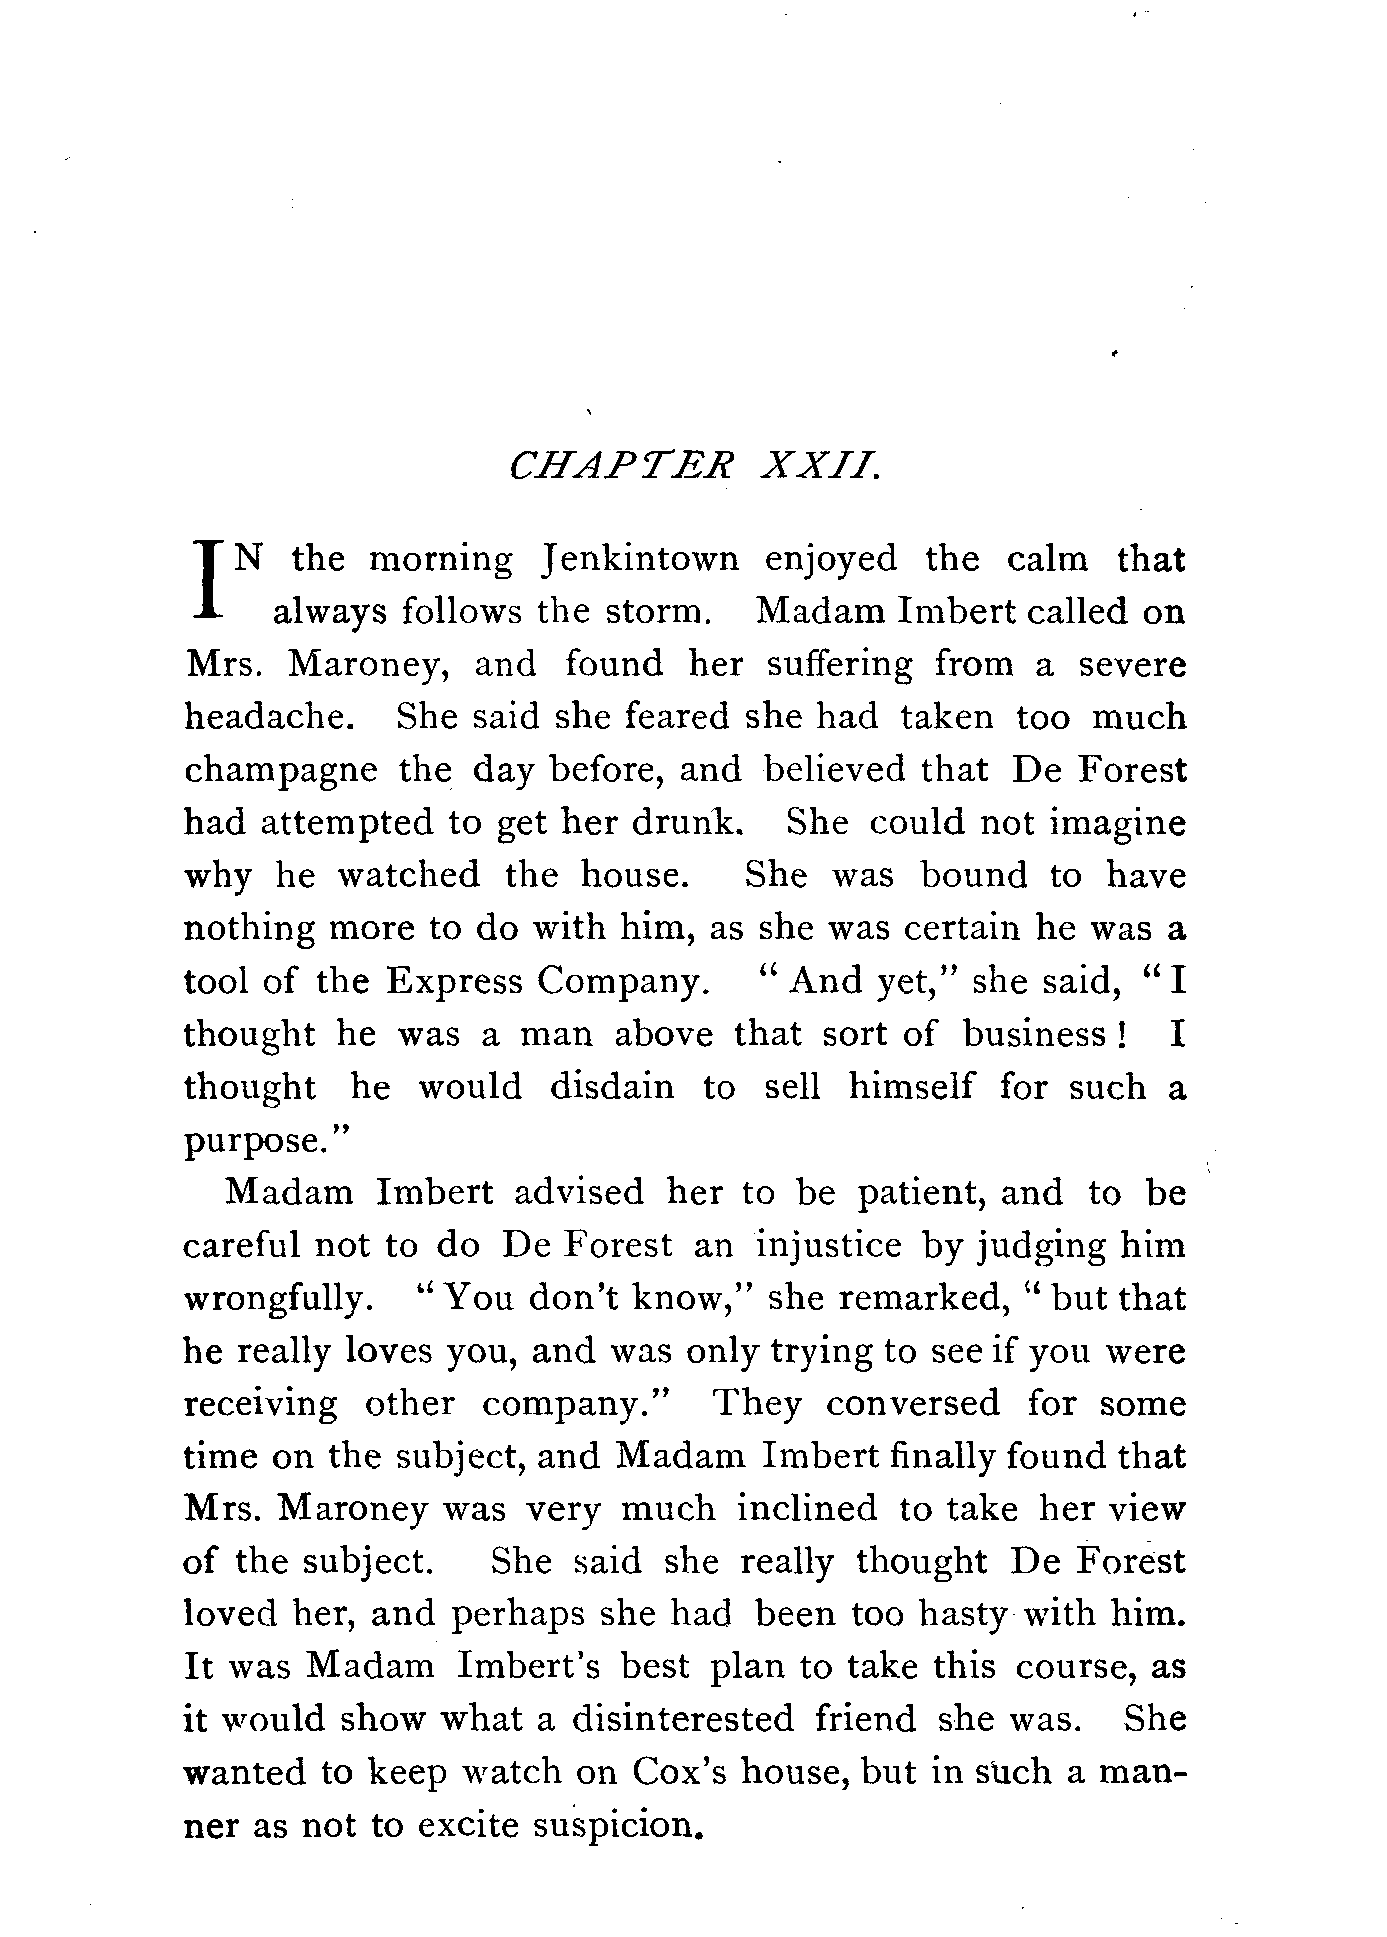 CHAPTER XXII.
IN the morning Jenkintown enjoyed the calm that
always follows the storm. Madam Imbert called on
Mrs. Maroney, and found her suffering from a severe
headache. She said she feared she had taken too much
champagne the day before, and believed that De Forest
had attempted to get her drunk. She could not imagine
why he watched the house. She was bound to have
nothing more to do with him, as she was certain he was a
tool of the Express Company. "And yet," she said, "I
thought he was a man above that sort of business! I
thought he would disdain to sell himself for such a
purpose."
Madam Imbert advised her to be patient, and to be
careful not to do De Forest an injustice by judging him
wrongfully. "You don't know," she remarked, "but that
he really loves you, and was only trying to see if you were
receiving other company." They conversed for some
time on the subject, and Madam Imbert finally found that
Mrs. Maroney was very much inclined to take her view
of the subject. She said she really thought De Forest
loved her, and perhaps she had been too hasty with him.
It was Madam Imbert's best plan to take this course, as
it would show what a disinterested friend she was. She
wanted to keep watch on Cox's house, but in such a man-
ner as not to excite suspicion.